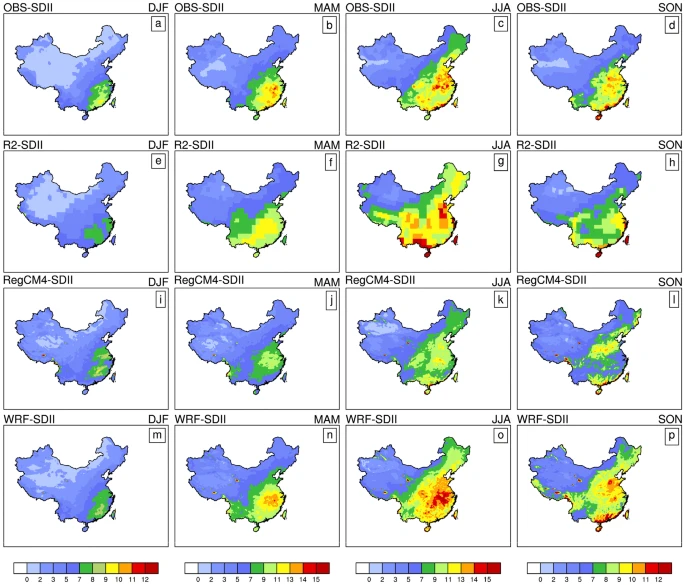 OBS-SDII DJF OBS-SDII MAM OBS-SDII JJA OBS-SDII SON
a b c d
R2-SDII DJF R2-SDII MAM R2-SDII JJA R2-SDII SON
e f g h
RegCM4-SDII DJF RegCM4-SDII MAM RegCM4-SDII JJA RegCM4-SDII SON
i j k l
WRF-SDII DJF WRF-SDII MAM WRF-SDII JJA WRF-SDII SON
m n o p
0 2 3 5 7 8 9 10 11 12 0 2 3 5 7 9 11 13 14 15 0 2 3 5 7 9 11 13 14 15 0 2 3 5 7 8 9 10 11 12